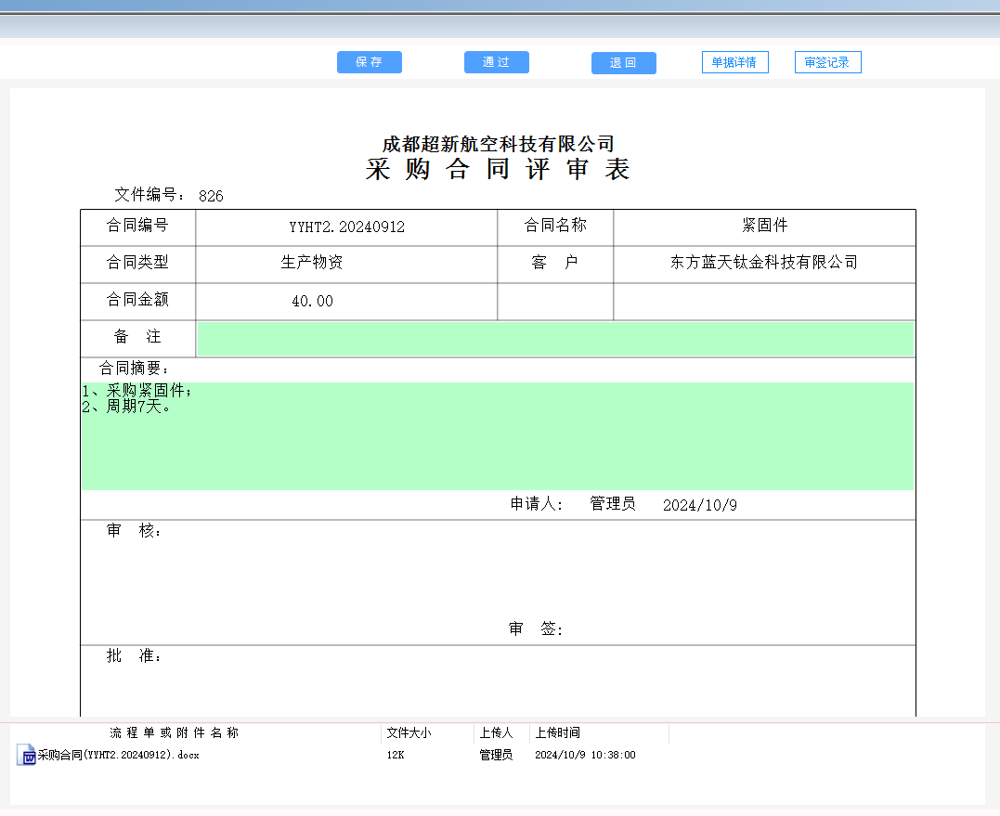 保存 通过 退回 单据详情 审签记录
成都超新航空科技有限公司
采购合同评审表
文件编号： 826
合同编号 YYHT2.20240912 合同名称 紧固件
合同类型 生产物资 客 户 东方蓝天钛金科技有限公司
合同金额 40.00
备 注
合同摘要：
1、采购紧固件；
2、周期7天。
申请人： 管理员 2024/10/9
审 核：
审 签：
批 准：
流程单或附件名称 文件大小 上传人 上传时间
采购合同(YYHT2.20240912).docx 12K 管理员 2024/10/9 10:38:00